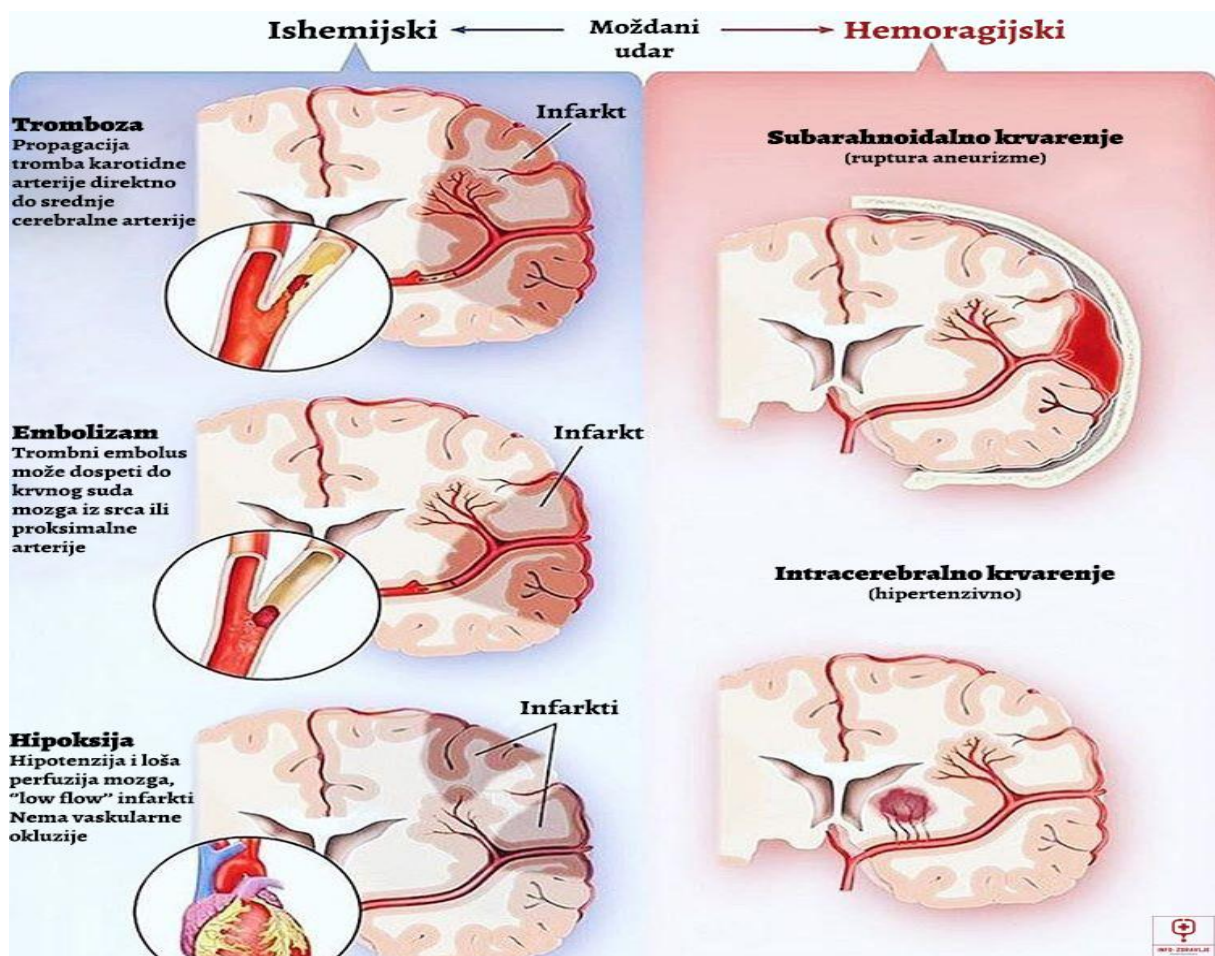 Ishemijski
Moždani
udar
Hemoragijski
Tromboza
Propagacija
tromba karotidne
arterije direktno
do srednje
cerebralne arterije
Infarkt
Embolizam
Trombni embolus
može dospeti do
krvnog suda
mozga iz srca ili
proksimalne
arterije
Infarkt
Hipoksija
Hipotenzija i loša
perfuzija mozga,
"low flow" infarkti
Nema vaskularne
okluzije
Infarkti
Subarahnoidalno krvarenje
(ruptura aneurizme)
Intracerebralno krvarenje
(hipertenzivno)
INFO-ZDRAVLJE